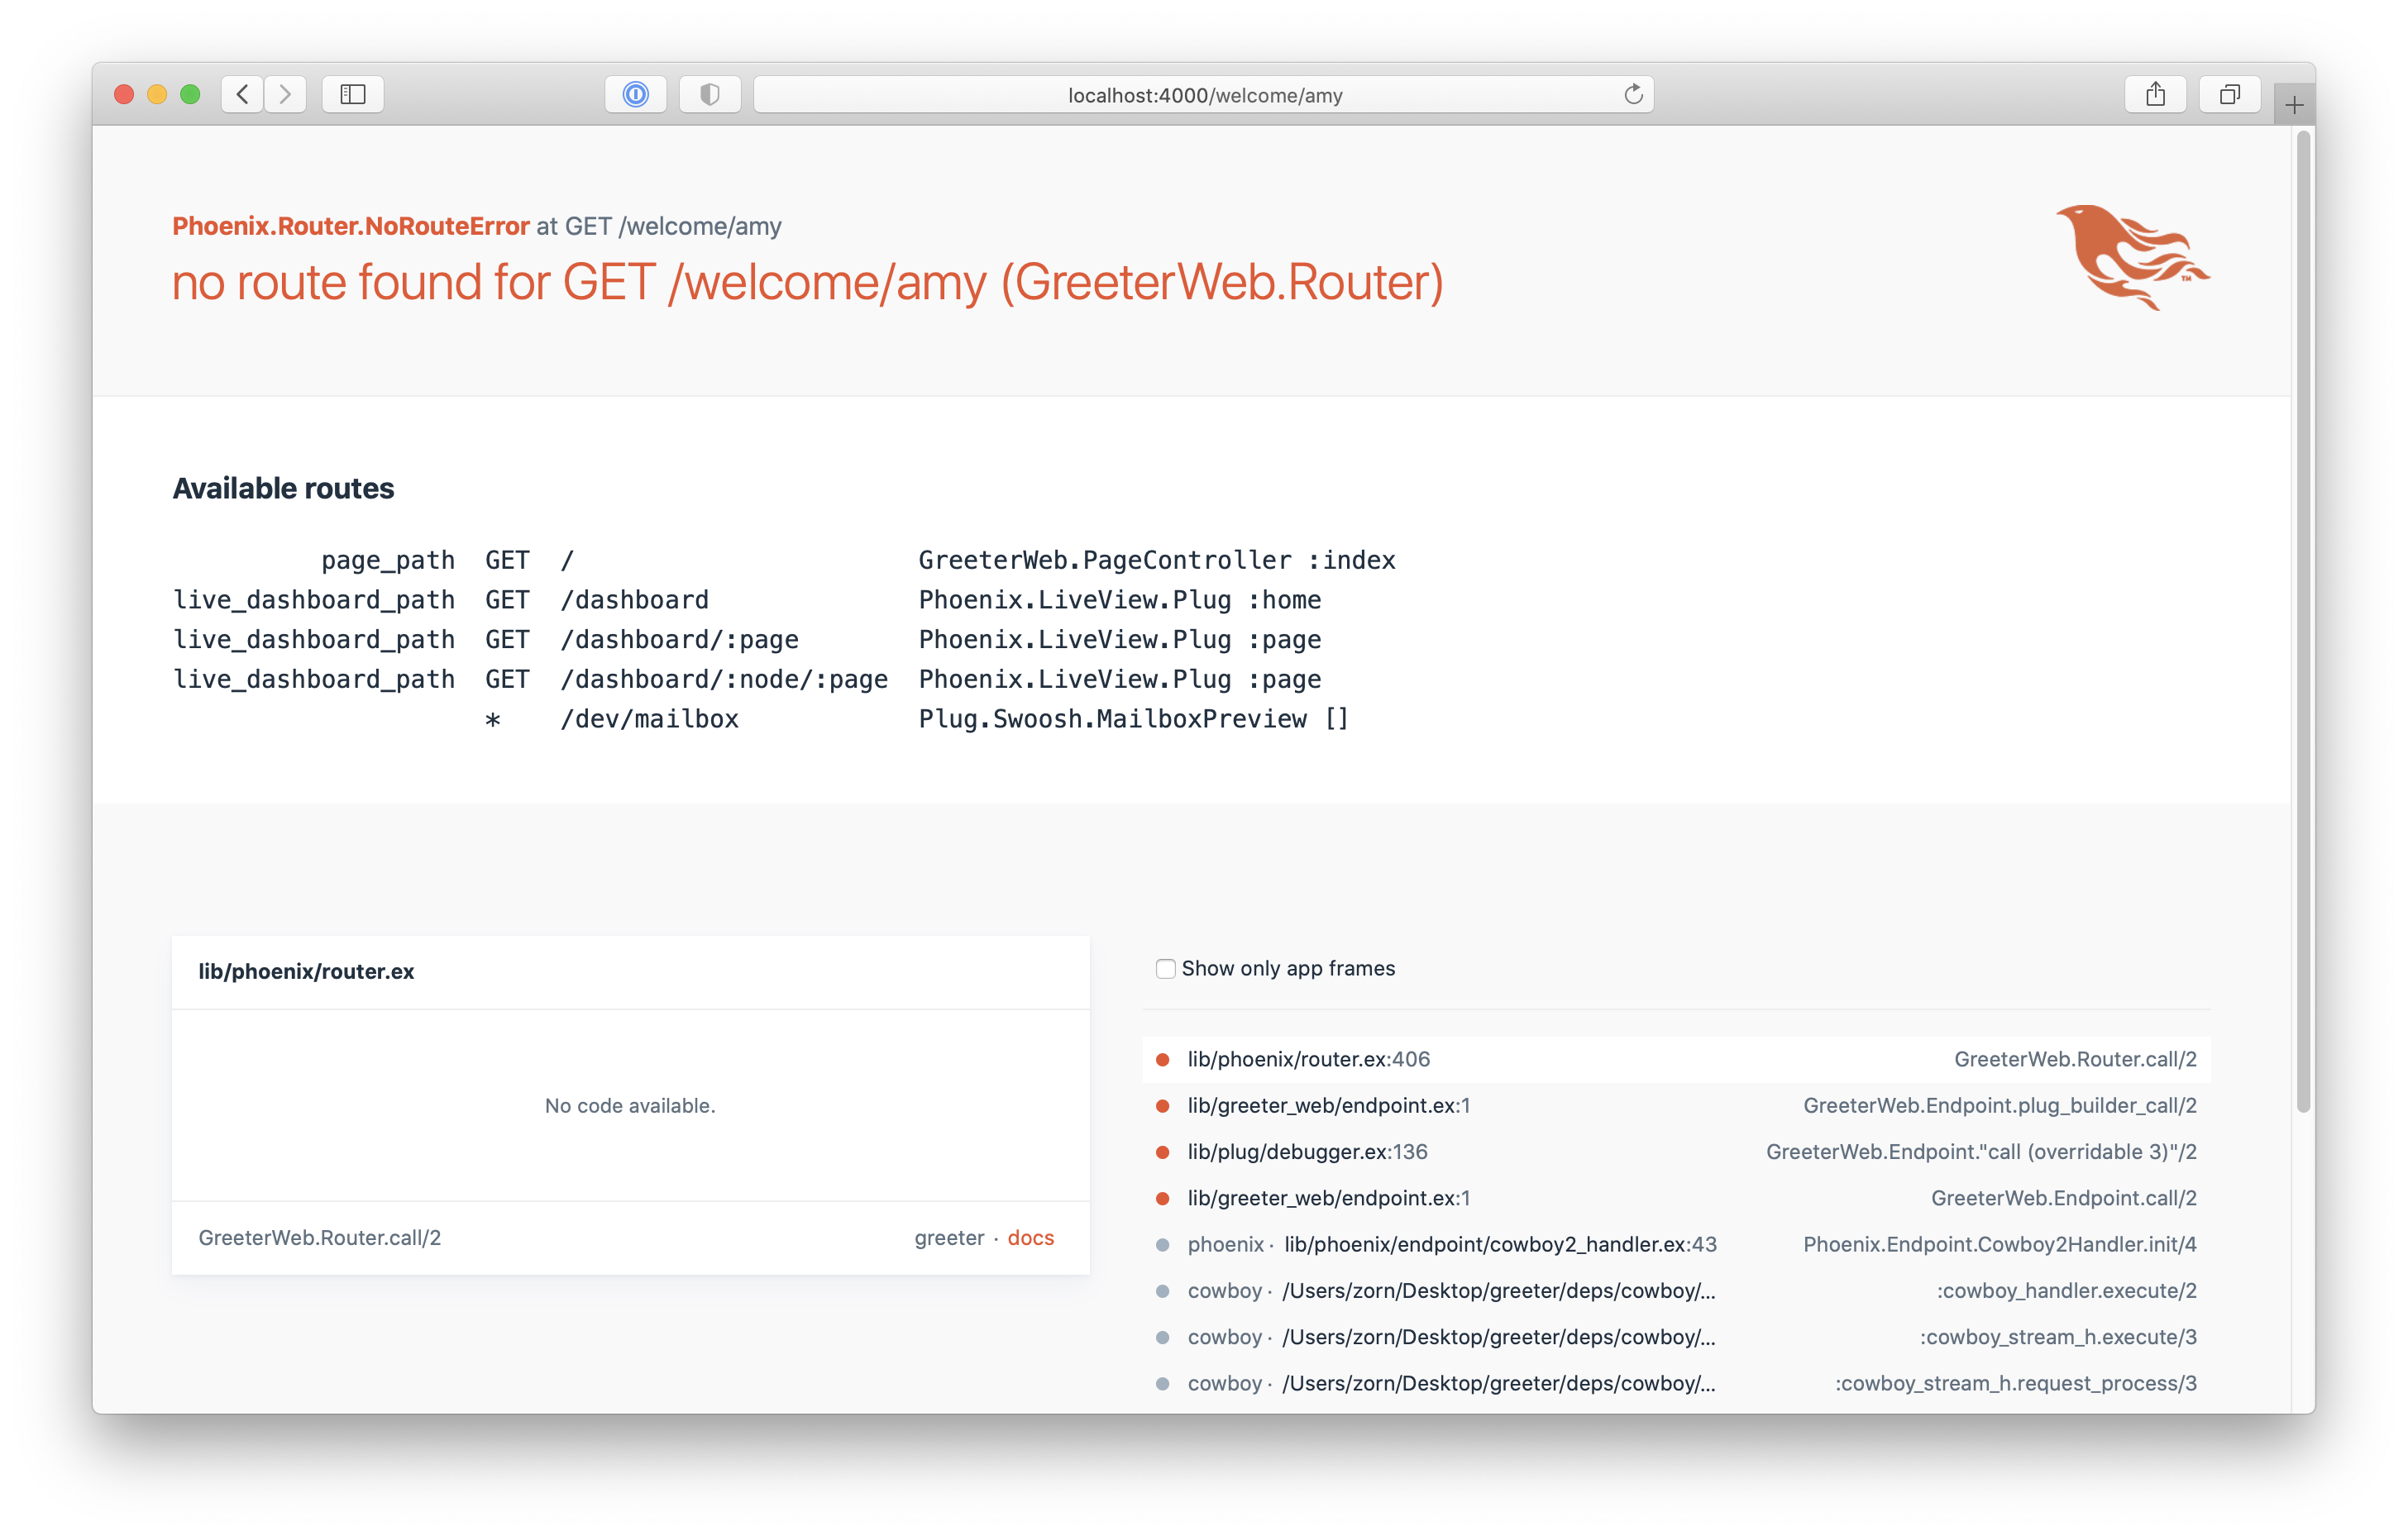 localhost:4000/welcome/amy
Phoenix.Router.NoRouteError at GET /welcome/amy
no route found for GET /welcome/amy (GreeterWeb.Router)
TM
Available routes
page_path GET / GreeterWeb.PageController :index
live_dashboard_path GET /dashboard Phoenix.LiveView.Plug :home
live_dashboard_path GET /dashboard/:page Phoenix.LiveView.Plug :page
live_dashboard_path GET /dashboard/:node/:page Phoenix.LiveView.Plug :page
* /dev/mailbox Plug.Swoosh.MailboxPreview []
lib/phoenix/router.ex
No code available.
GreeterWeb.Router.call/2 greeter · docs
Show only app frames
lib/phoenix/router.ex:406 GreeterWeb.Router.call/2
lib/greeter_web/endpoint.ex:1 GreeterWeb.Endpoint.plug_builder_call/2
lib/plug/debugger.ex:136 GreeterWeb.Endpoint."call (overridable 3)"/2
lib/greeter_web/endpoint.ex:1 GreeterWeb.Endpoint.call/2
phoenix · lib/phoenix/endpoint/cowboy2_handler.ex:43 Phoenix.Endpoint.Cowboy2Handler.init/4
cowboy · /Users/zorn/Desktop/greeter/deps/cowboy/... :cowboy_handler.execute/2
cowboy · /Users/zorn/Desktop/greeter/deps/cowboy/... :cowboy_stream_h.execute/3
cowboy · /Users/zorn/Desktop/greeter/deps/cowboy/... :cowboy_stream_h.request_process/3